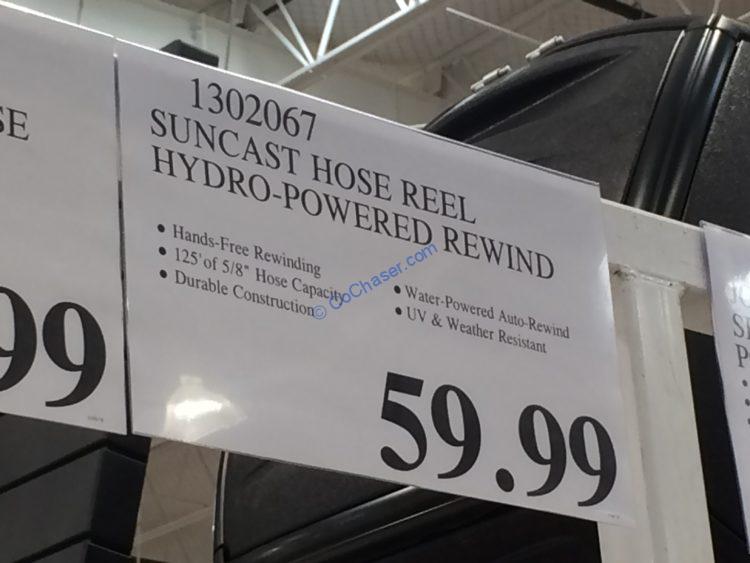 1302067
SUNCAST HOSE REEL
HYDRO-POWERED REWIND
• Hands-Free Rewinding
• 125' of 5/8" Hose Capacity
• Durable Construction
• Water-Powered Auto-Rewind
• UV & Weather Resistant
© CoChaser.com
59.99
SE
99